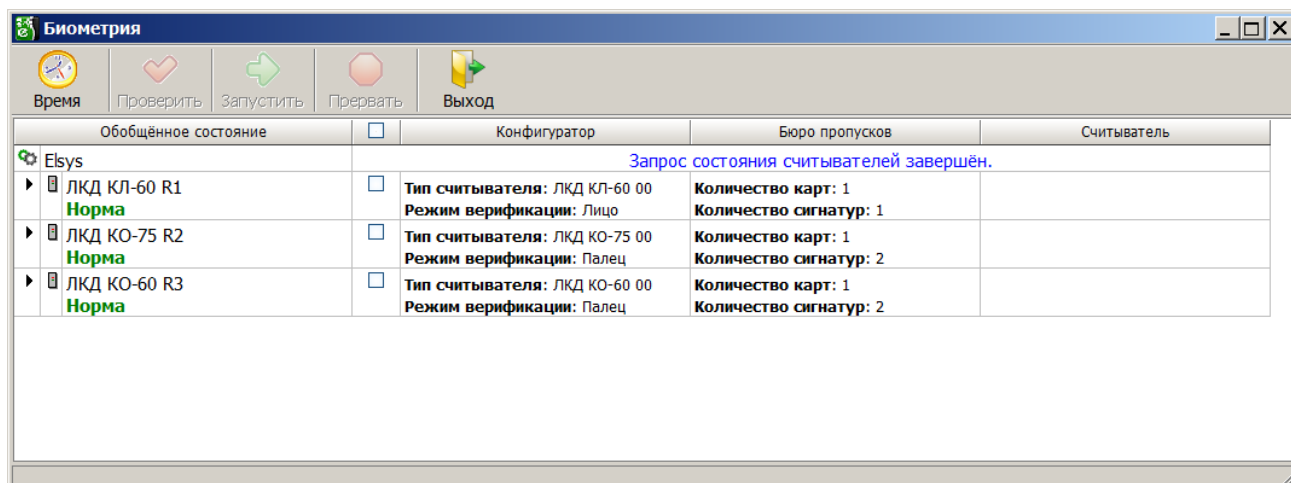 Биометрия
Время Проверить Запустить Прервать Выход
Обобщённое состояние Конфигуратор Бюро пропусков Считыватель
Elsys Запрос состояния считывателей завершён.
ЛКД КЛ-60 R1 Тип считывателя: ЛКД КЛ-60 00 Количество карт: 1
Норма Режим верификации: Лицо Количество сигнатур: 1
ЛКД КО-75 R2 Тип считывателя: ЛКД КО-75 00 Количество карт: 1
Норма Режим верификации: Палец Количество сигнатур: 2
ЛКД КО-60 R3 Тип считывателя: ЛКД КО-60 00 Количество карт: 1
Норма Режим верификации: Палец Количество сигнатур: 2